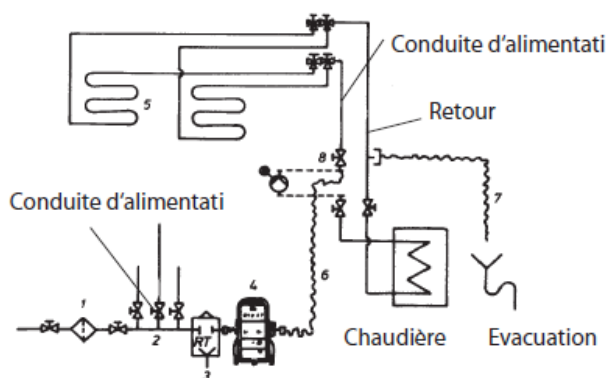 Conduite d'alimentati
Retour
5
8
7
Conduite d'alimentati
6
4
1
2
RT
3
Chaudière
Evacuation